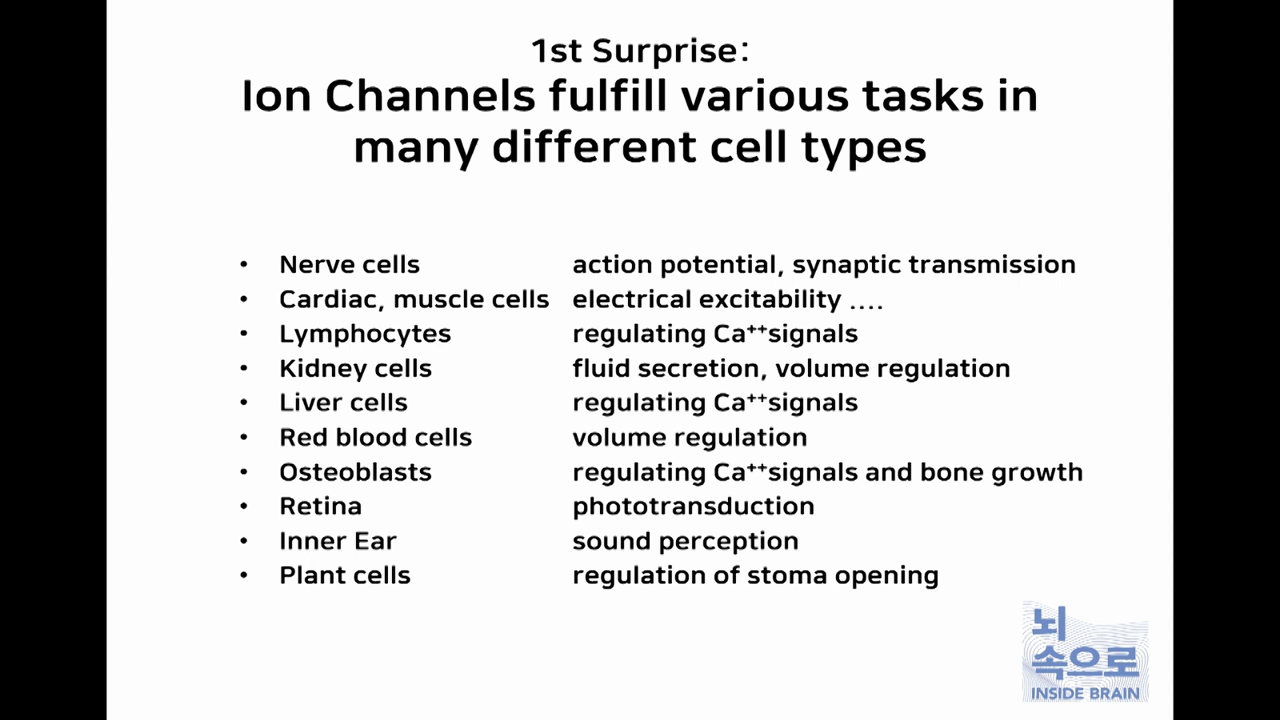 1st Surprise:
Ion Channels fulfill various tasks in
many different cell types
• Nerve cells action potential, synaptic transmission
• Cardiac, muscle cells electrical excitability ....
• Lymphocytes regulating Ca⁺⁺signals
• Kidney cells fluid secretion, volume regulation
• Liver cells regulating Ca⁺⁺signals
• Red blood cells volume regulation
• Osteoblasts regulating Ca⁺⁺signals and bone growth
• Retina phototransduction
• Inner Ear sound perception
• Plant cells regulation of stoma opening
뇌
속으로
INSIDE BRAIN